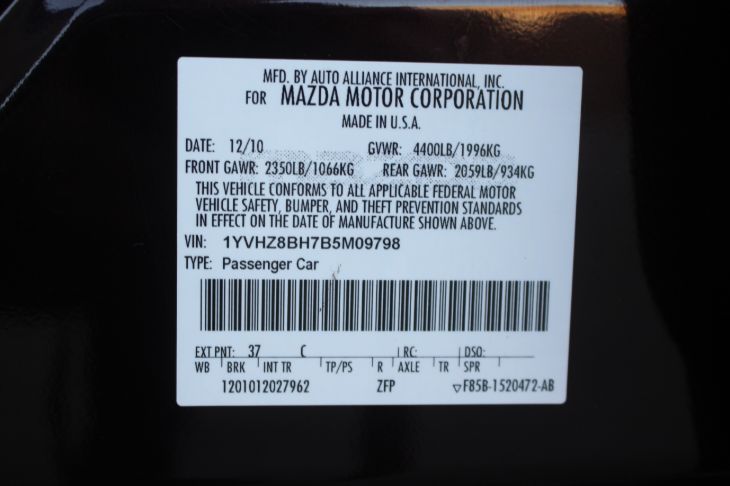 MFD. BY AUTO ALLIANCE INTERNATIONAL, INC.
FOR MAZDA MOTOR CORPORATION
MADE IN U.S.A.
DATE: 12/10 GVWR: 4400LB/1996KG
FRONT GAWR: 2350LB/1066KG REAR GAWR: 2059LB/934KG
THIS VEHICLE CONFORMS TO ALL APPLICABLE FEDERAL MOTOR
VEHICLE SAFETY, BUMPER, AND THEFT PREVENTION STANDARDS
IN EFFECT ON THE DATE OF MANUFACTURE SHOWN ABOVE.
VIN: 1YVHZ8BH7B5M09798
TYPE: Passenger Car
EXT PNT: 37 C RC: DSO:
WB BRK INT TR TP/PS R AXLE TR SPR
1201012027962 ZFP ▽F85B-1520472-AB